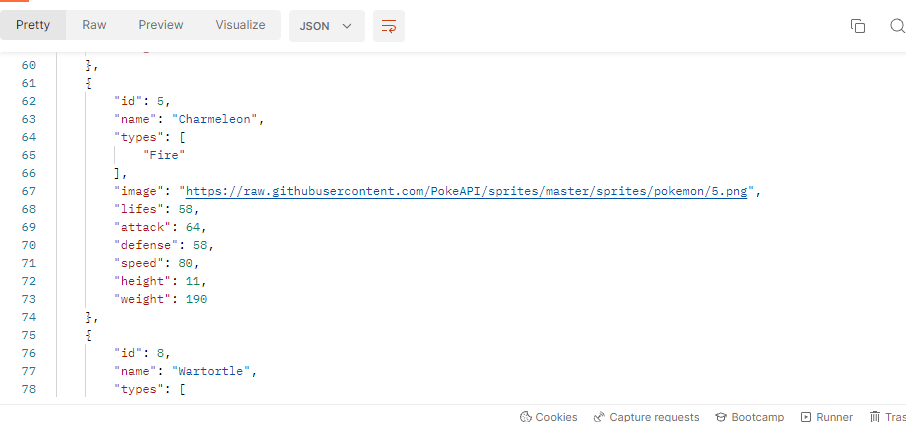 Pretty Raw Preview Visualize JSON
60 },
61 {
62 "id": 5,
63 "name": "Charmeleon",
64 "types": [
65 "Fire"
66 ],
67 "image": "https://raw.githubusercontent.com/PokeAPI/sprites/master/sprites/pokemon/5.png",
68 "lifes": 58,
69 "attack": 64,
70 "defense": 58,
71 "speed": 80,
72 "height": 11,
73 "weight": 190
74 },
75 {
76 "id": 8,
77 "name": "Wartortle",
78 "types": [
Cookies Capture requests Bootcamp Runner Tras